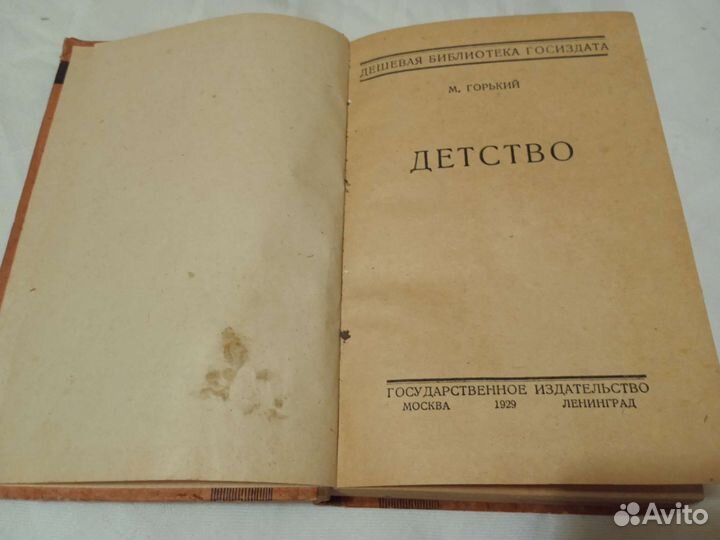 ДЕШЕВАЯ БИБЛИОТЕКА ГОСИЗДАТА
М. ГОРЬКИЙ
ДЕТСТВО
ГОСУДАРСТВЕННОЕ ИЗДАТЕЛЬСТВО
МОСКВА 1929 ЛЕНИНГРАД
Avito